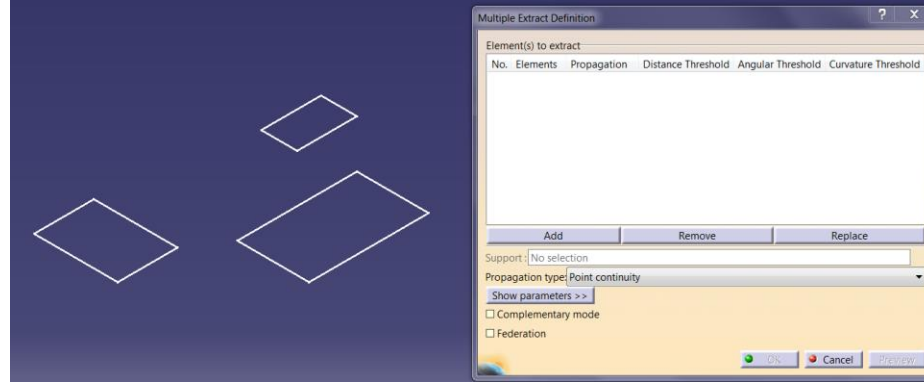 Multiple Extract Definition
? X
Element(s) to extract
No. Elements Propagation Distance Threshold Angular Threshold Curvature Threshold
Add Remove Replace
Support : No selection
Propagation type: Point continuity
Show parameters >>
Complementary mode
Federation
OK Cancel Preview